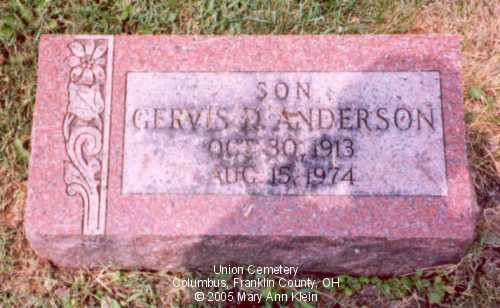 SON
GERVIS D. ANDERSON
OCT. 30, 1913
AUG. 15, 1974
Union Cemetery
Columbus, Franklin County, OH
© 2005 Mary Ann Klein